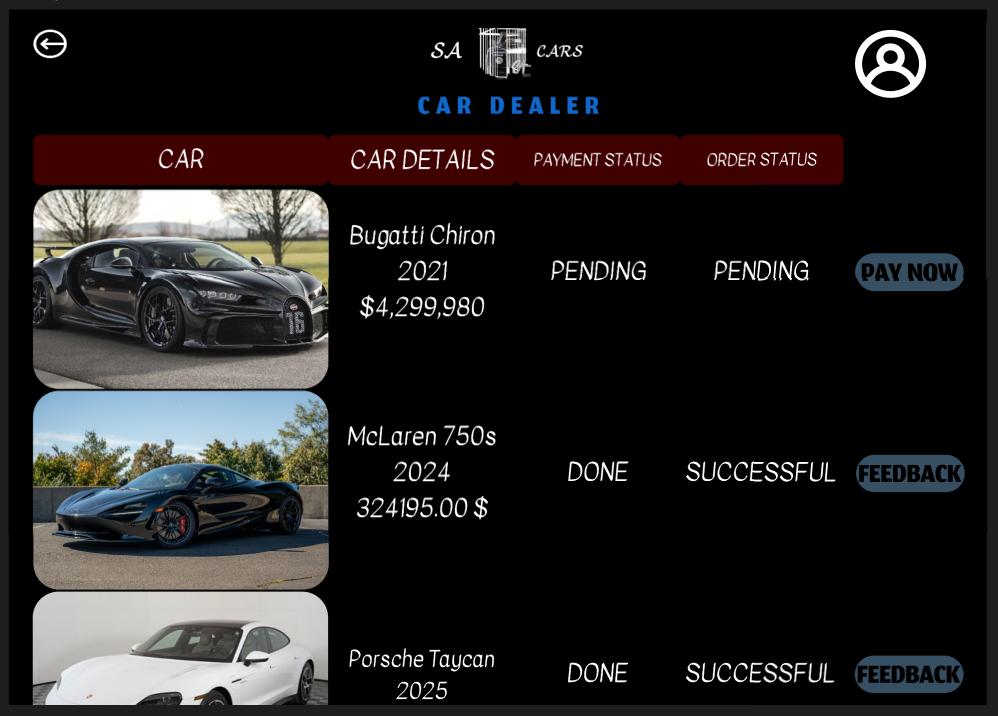 SA CARS
CAR DEALER
CAR CAR DETAILS PAYMENT STATUS ORDER STATUS
Bugatti Chiron
2021
$4,299,980
PENDING PENDING PAY NOW
McLaren 750s
2024
324195.00 $
DONE SUCCESSFUL FEEDBACK
Porsche Taycan
2025
DONE SUCCESSFUL FEEDBACK